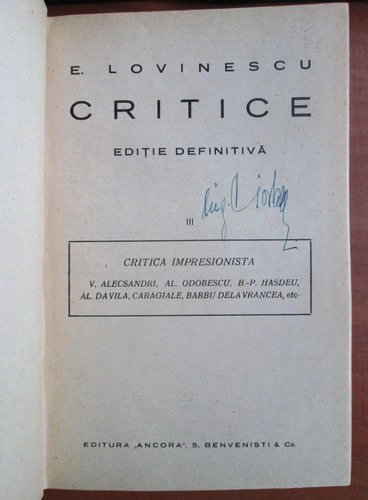 E. LOVINESCU
CRITICE
EDIȚIE DEFINITIVĂ
III
CRITICA IMPRESIONISTA
V. ALECSANDRI, AL. ODOBESCU, B.-P. HASDEU,
AL. DAVILA, CARAGIALE, BARBU DELAVRANCEA, etc.
EDITURA „ANCORA", S. BENVENISTI & Co.